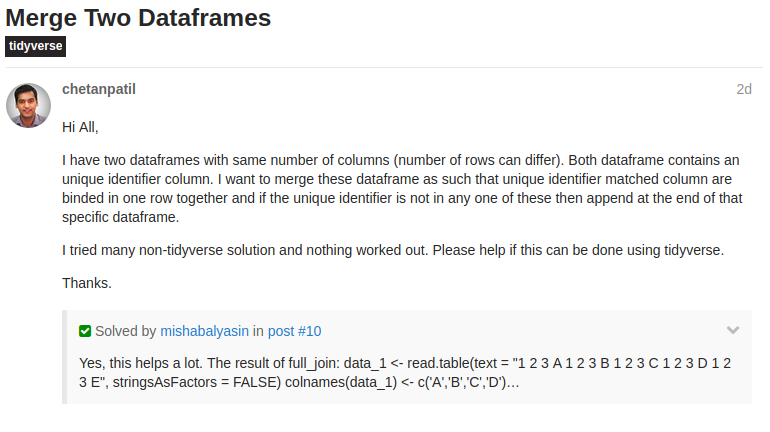 Merge Two Dataframes
tidyverse
chetanpatil
2d
Hi All,
I have two dataframes with same number of columns (number of rows can differ). Both dataframe contains an
unique identifier column. I want to merge these dataframe as such that unique identifier matched column are
binded in one row together and if the unique identifier is not in any one of these then append at the end of that
specific dataframe.
I tried many non-tidyverse solution and nothing worked out. Please help if this can be done using tidyverse.
Thanks.
Solved by mishabalyasin in post #10
Yes, this helps a lot. The result of full_join: data_1 <- read.table(text = "1 2 3 A 1 2 3 B 1 2 3 C 1 2 3 D 1 2
3 E", stringsAsFactors = FALSE) colnames(data_1) <- c('A','B','C','D')…